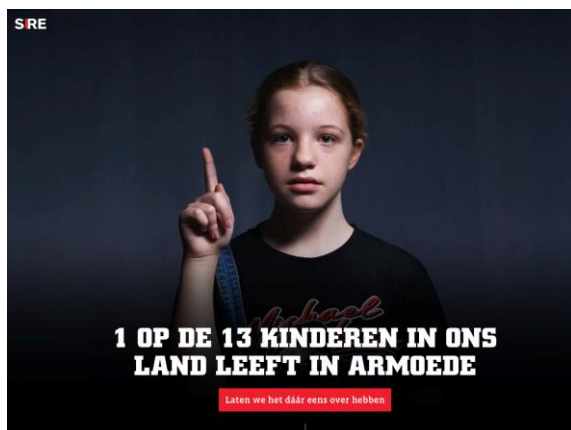 SIRE
Michael
1 OP DE 13 KINDEREN IN ONS
LAND LEEFT IN ARMOEDE
Laten we het dáár eens over hebben